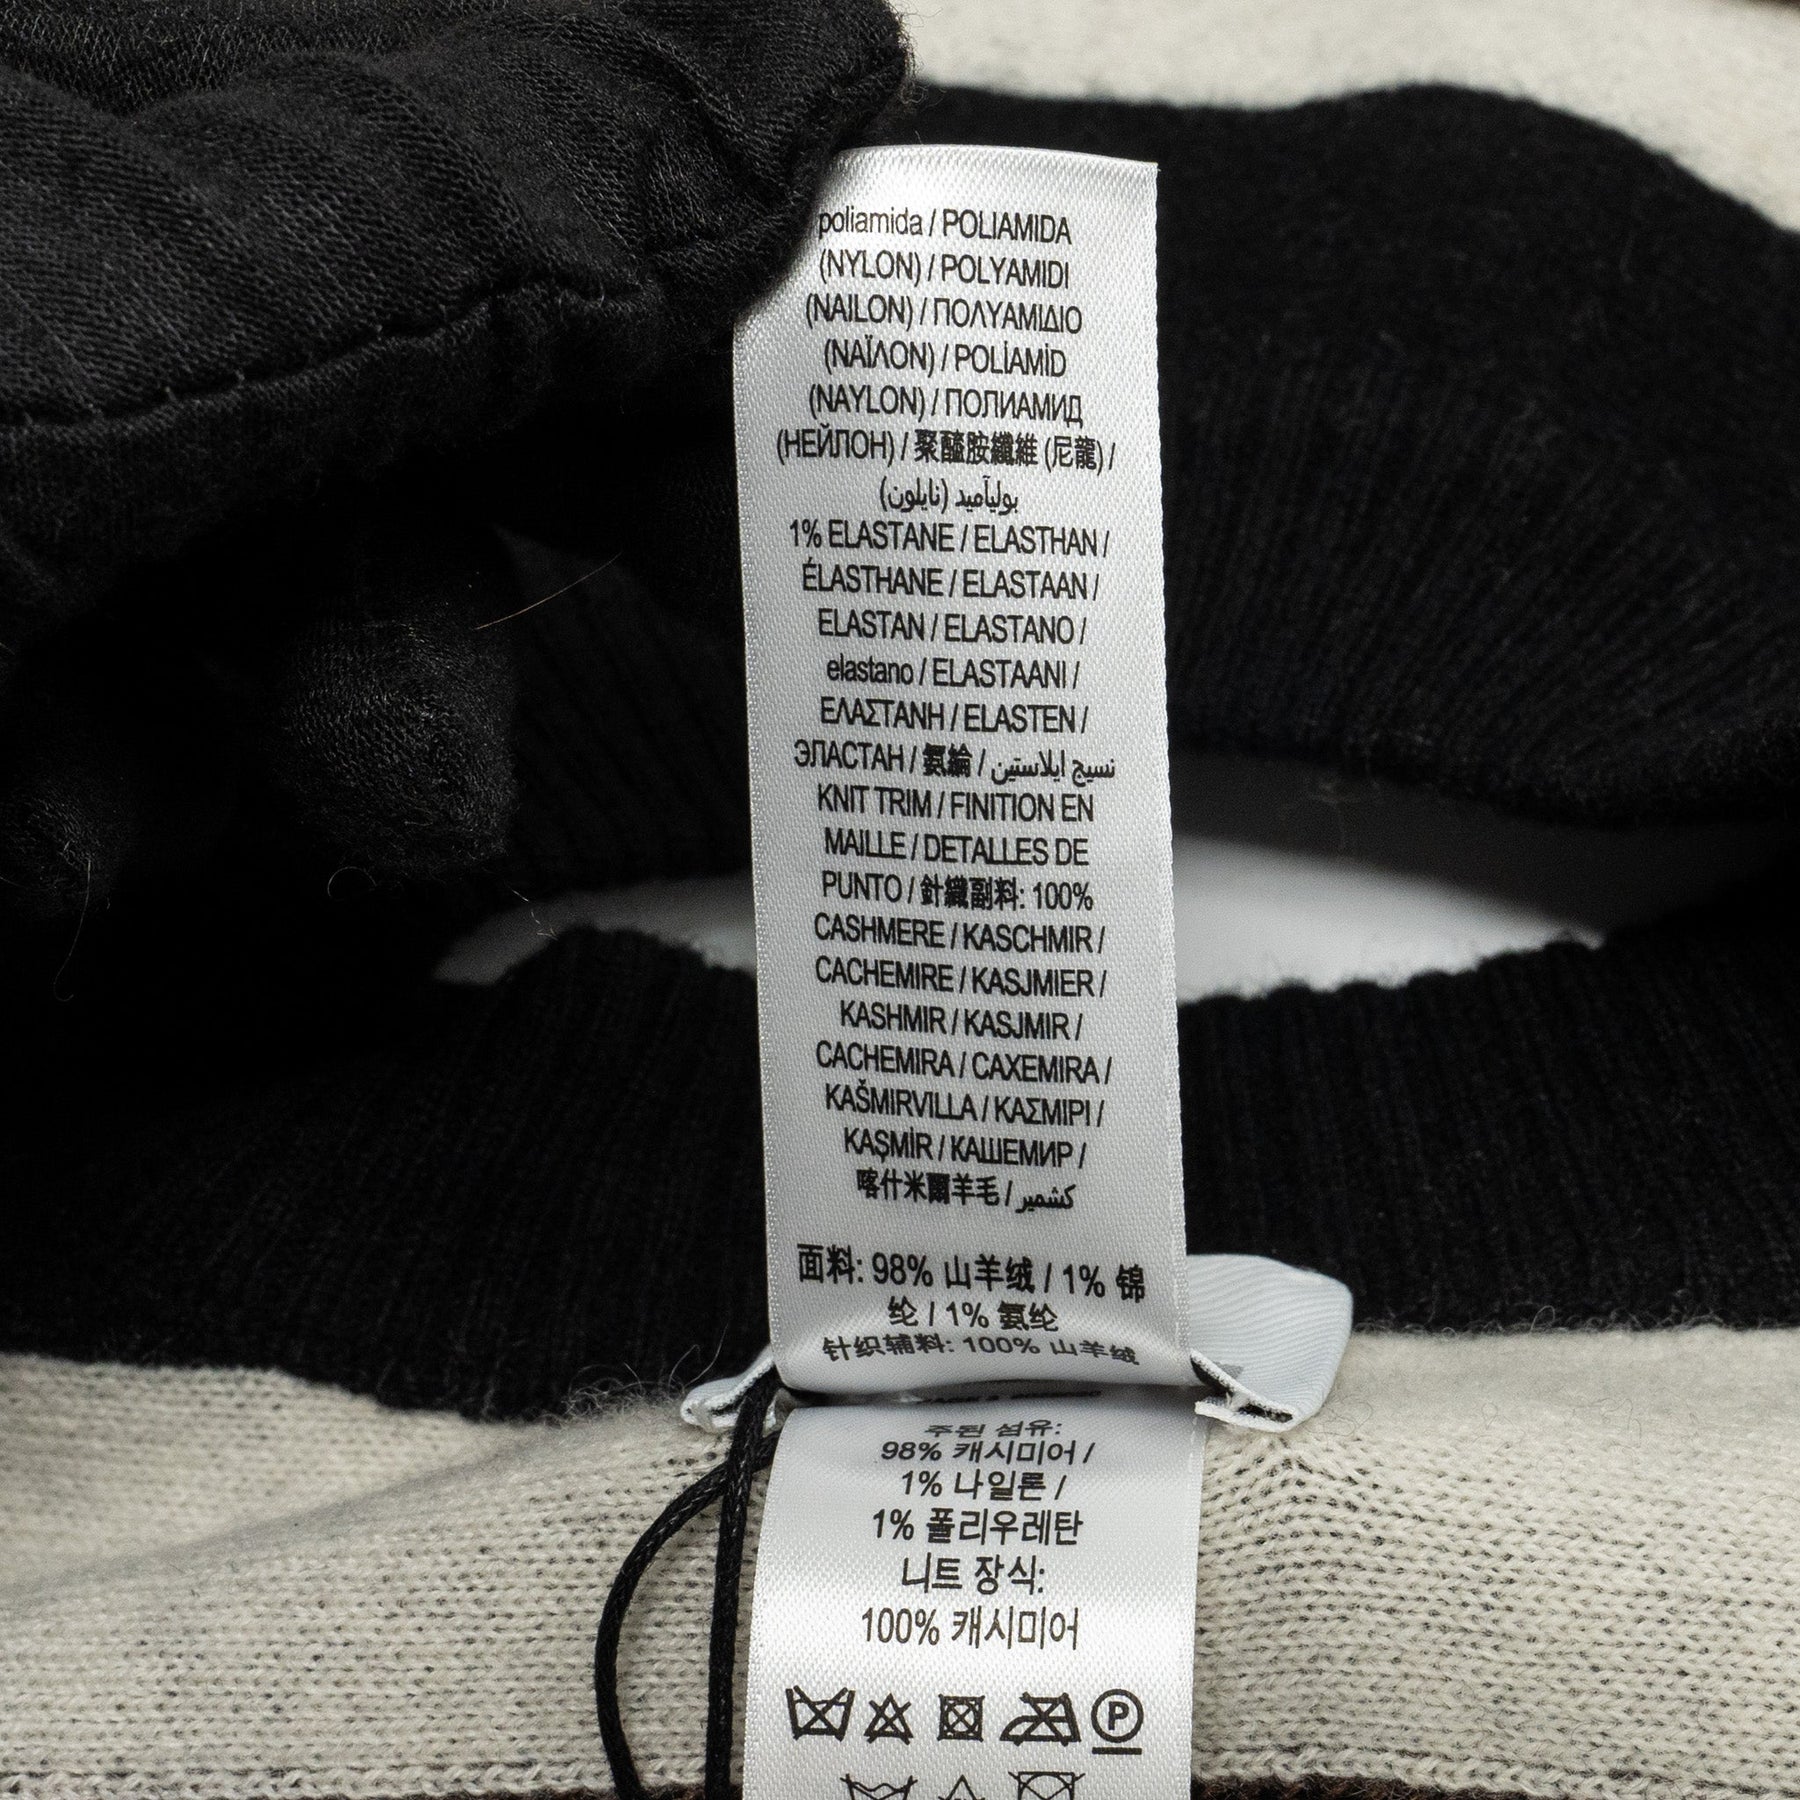 poliamida / POLIAMIDA
(NYLON) / POLYAMIDI
(NAILON) / ΠΟΛΥΑΜΙΔΙΟ
(ΝΑΪΛΟΝ) / POLİAMİD
(NAYLON) / ПОЛИАМИД
(НЕЙЛОН) / 聚醯胺纖維 (尼龍) /
بوليآميد (نايلون)
1% ELASTANE / ELASTHAN /
ÉLASTHANE / ELASTAAN /
ELASTAN / ELASTANO /
elastano / ELASTAANI /
ΕΛΑΣΤΑΝΗ / ELASTEN /
ЭЛАСТАН / 氨綸 / نسيج ايلاستين
KNIT TRIM / FINITION EN
MAILLE / DETALLES DE
PUNTO / 針織副料: 100%
CASHMERE / KASCHMIR /
CACHEMIRE / KASJMIER /
KASHMIR / KASJMIR /
CACHEMIRA / CAXEMIRA /
KAŠMIRVILLA / ΚΑΣΜΙΡΙ /
KAŞMİR / КАШЕМИР /
喀什米爾羊毛 / كشمير
面料: 98% 山羊绒 / 1% 锦
纶 / 1% 氨纶
针织辅料: 100% 山羊绒
주된 섬유:
98% 캐시미어 /
1% 나일론 /
1% 폴리우레탄
니트 장식:
100% 캐시미어
P